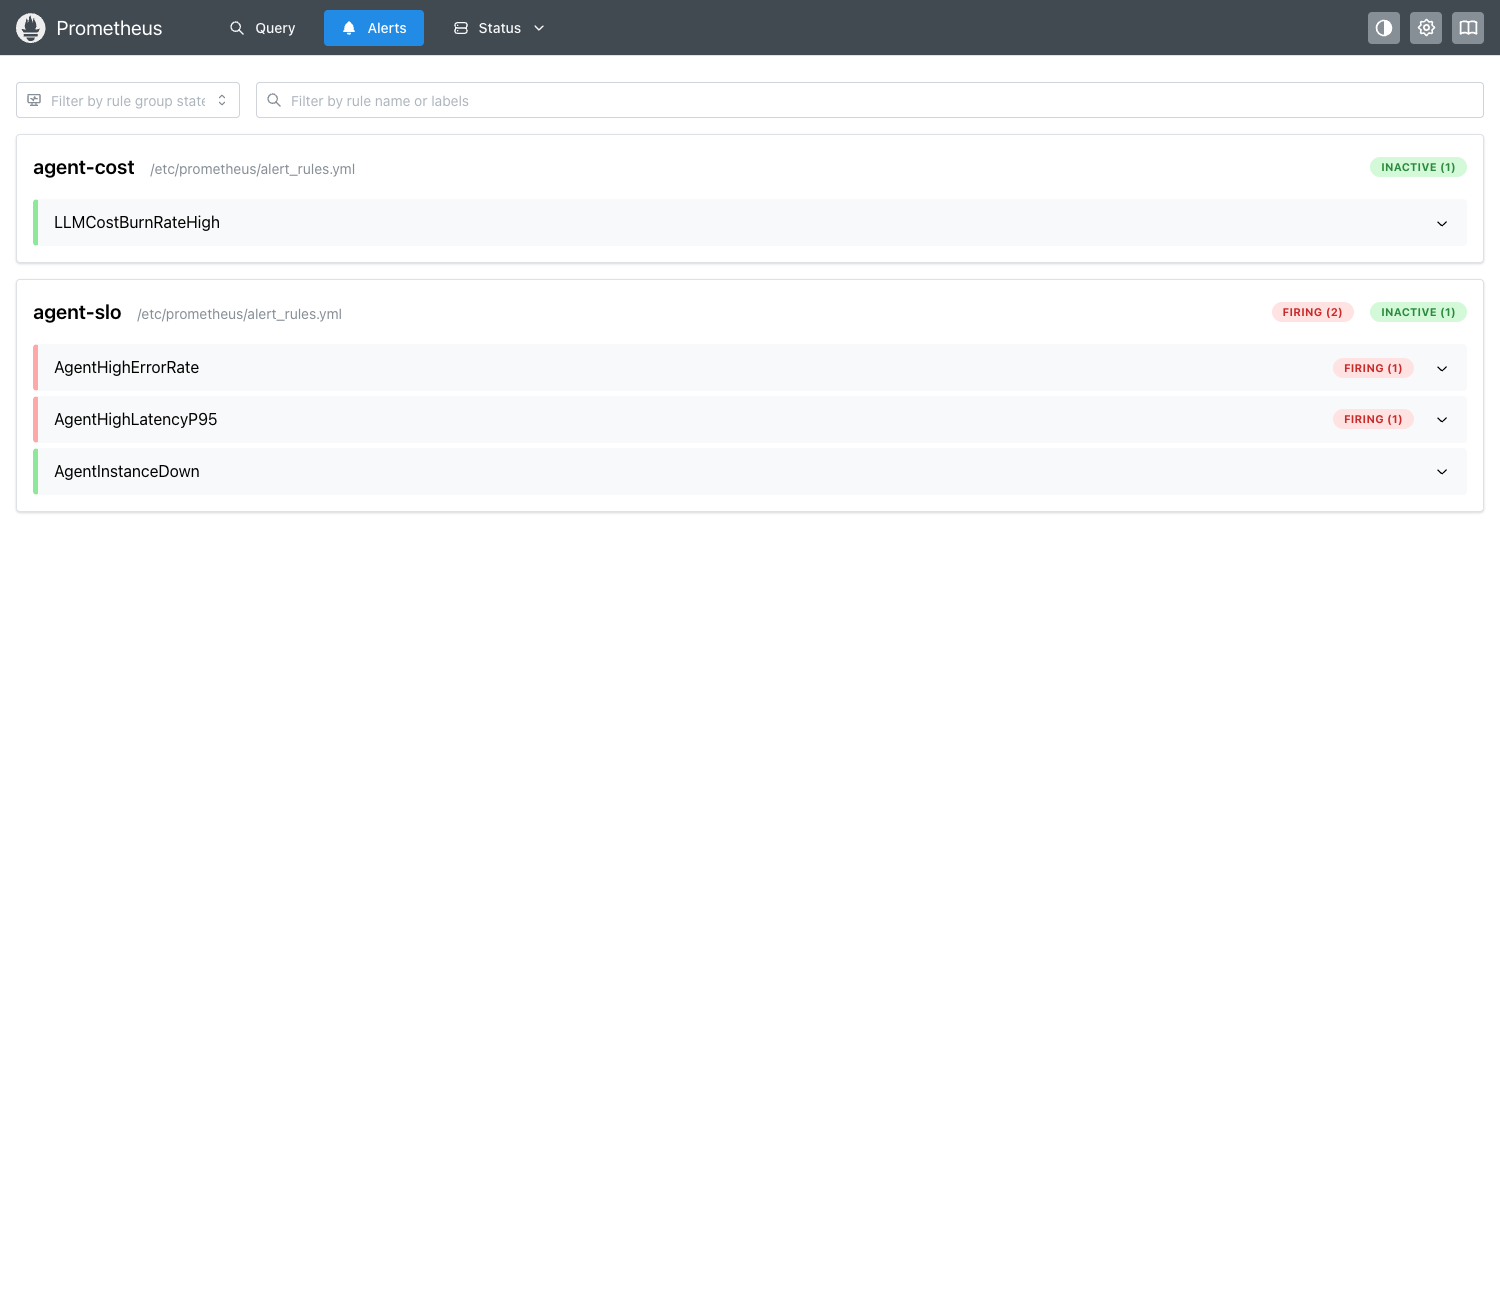 Prometheus Query Alerts Status
Filter by rule group state Filter by rule name or labels
agent-cost /etc/prometheus/alert_rules.yml INACTIVE (1)
LLMCostBurnRateHigh
agent-slo /etc/prometheus/alert_rules.yml FIRING (2) INACTIVE (1)
AgentHighErrorRate FIRING (1)
AgentHighLatencyP95 FIRING (1)
AgentInstanceDown